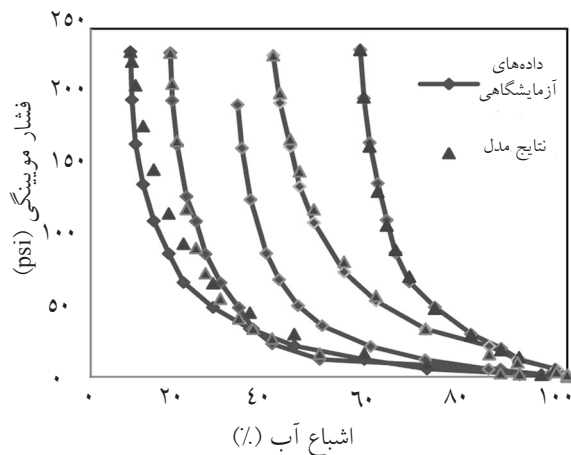 ۲۵۰
۲۰۰
۱۵۰
۱۰۰
۵۰
۰
فشار مویینگی (psi)
داده‌های
آزمایشگاهی
نتایج مدل
۰ ۲۰ ۴۰ ۶۰ ۸۰ ۱۰۰
اشباع آب (٪)